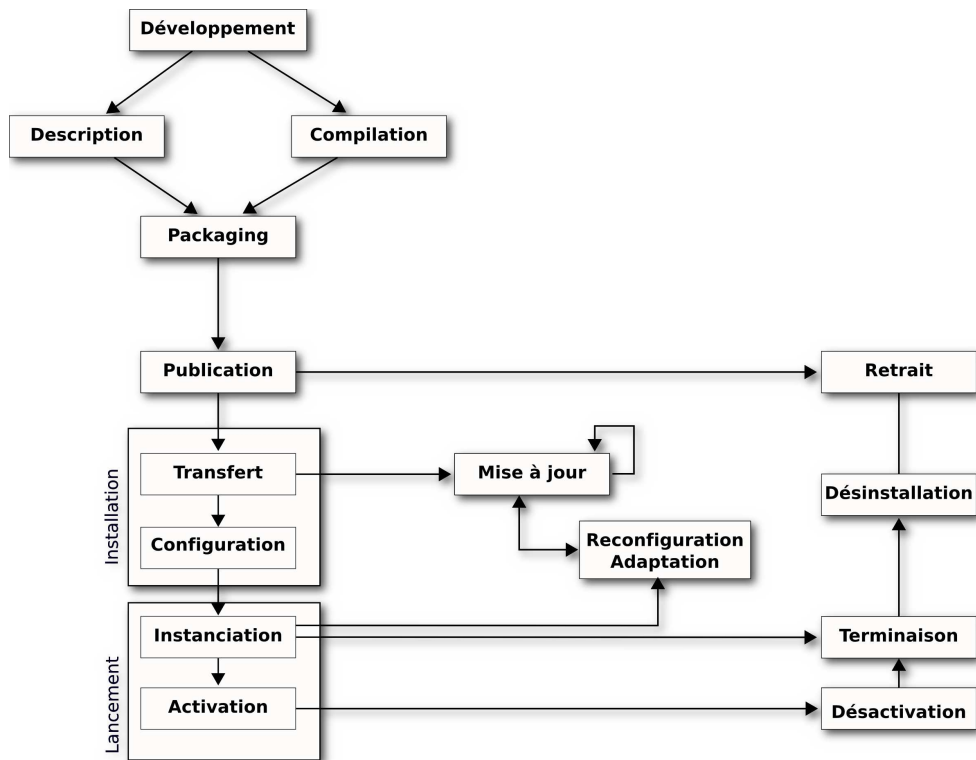 Développement
Description
Compilation
Packaging
Publication
Retrait
Installation
Transfert
Mise à jour
Désinstallation
Configuration
Reconfiguration
Adaptation
Lancement
Instanciation
Terminaison
Activation
Désactivation